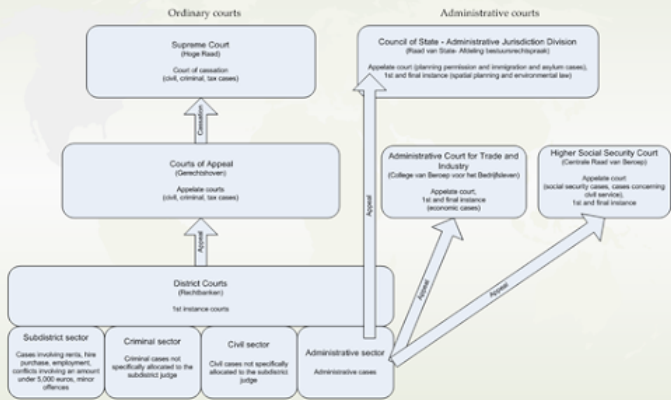 Ordinary courts
Administrative courts
Supreme Court
(Hoge Raad)
Court of cassation
(civil, criminal, tax cases)
Council of State - Administrative Jurisdiction Division
(Raad van State- Afdeling bestuursrechtspraak)
Appelate court (planning permission and immigration and asylum cases),
1st and final instance (spatial planning and environmental law)
Cassation
Courts of Appeal
(Gerechtshoven)
Appelate courts
(civil, criminal, tax cases)
Administrative Court for Trade and
Industry
(College van Beroep voor het Bedrijfsleven)
Appelate court,
1st and final instance
(economic cases)
Higher Social Security Court
(Centrale Raad van Beroep)
Appelate court
(social security cases, cases concerning
civil service),
1st and final instance
Appeal
Appeal
Appeal
Appeal
District Courts
(Rechtbanken)
1st instance courts
Subdistrict sector
Cases involving rents, hire
purchase, employment,
conflicts involving an amount
under 5,000 euros, minor
offences
Criminal sector
Criminal cases not
specifically allocated to the
subdistrict judge
Civil sector
Civil cases not specifically
allocated to the subdistrict
judge
Administrative sector
Administrative cases